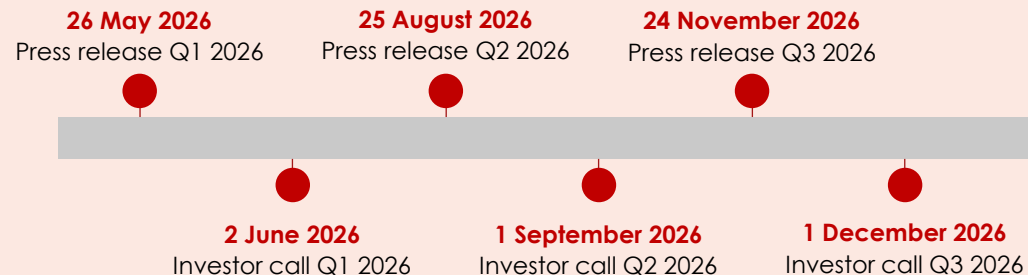 26 May 2026
Press release Q1 2026
25 August 2026
Press release Q2 2026
24 November 2026
Press release Q3 2026
2 June 2026
Investor call Q1 2026
1 September 2026
Investor call Q2 2026
1 December 2026
Investor call Q3 2026